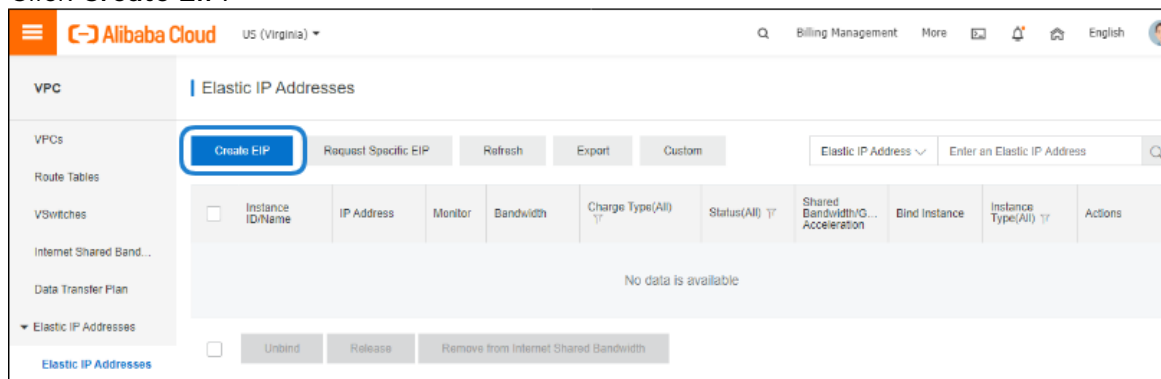 Click Create EIP.
Alibaba Cloud US (Virginia) Billing Management More English
VPC
Elastic IP Addresses
VPCs
Route Tables
VSwitches
Internet Shared Band...
Data Transfer Plan
Elastic IP Addresses
Elastic IP Addresses
Create EIP Request Specific EIP Refresh Export Custom Elastic IP Address Enter an Elastic IP Address
Instance ID/Name IP Address Monitor Bandwidth Charge Type(All) Status(All) Shared Bandwidth/G... Acceleration Bind Instance Instance Type(All) Actions
No data is available
Unbind Release Remove from Internet Shared Bandwidth